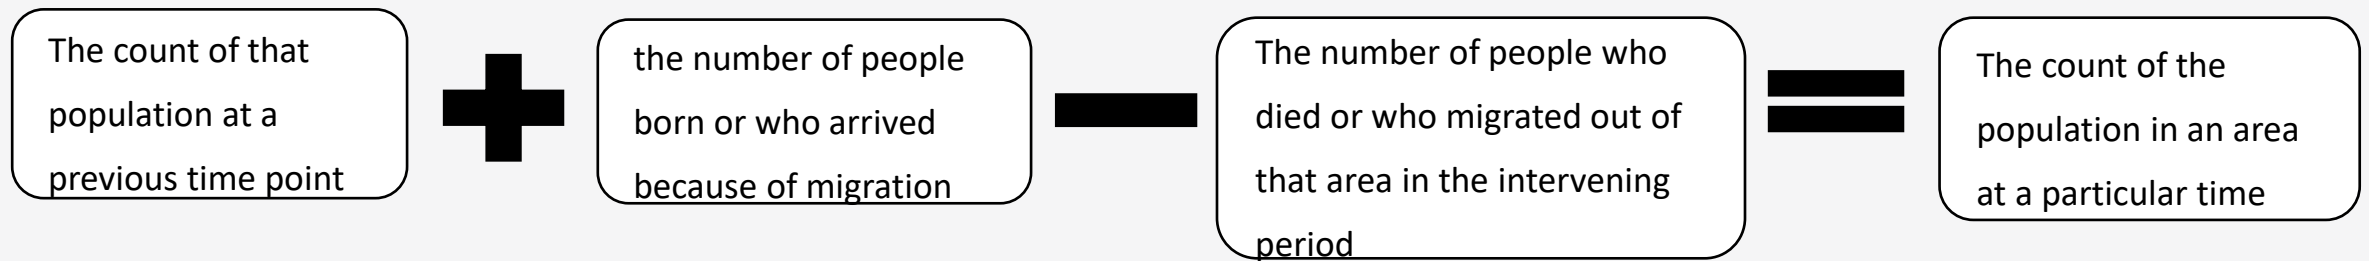 The count of that
population at a
previous time point
the number of people
born or who arrived
because of migration
The number of people who
died or who migrated out of
that area in the intervening
period
The count of the
population in an area
at a particular time